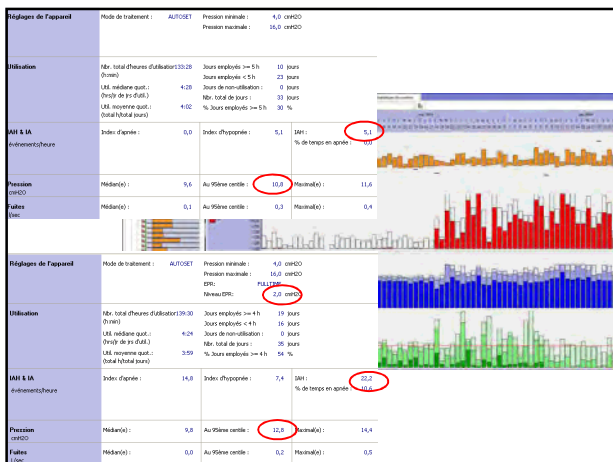 Réglages de l'appareil Mode de traitement : AUTOSET Pression minimale : 4,0 cmH2O
Pression maximale : 16,0 cmH2O
Utilisation Nbr. total d'heures d'utilisation133:28 Jours employés >= 5 h 10 jours
(h:min) Jours employés < 5 h 23 jours
Util. médiane quot.: 4:28 Jours de non-utilisation : 0 jours
(hrs/jr de jrs d'util.) Nbr. total de jours : 33 jours
Util. moyenne quot.: 4:02 % Jours employés >= 5 h 30 %
(total h/total jours)
IAH & IA Index d'apnée : 0,0 Index d'hypopnée : 5,1 IAH : 5,1
événements/heure % de temps en apnée : 0,0
Pression Médian(e) : 9,6 Au 95ème centile : 10,8 Maximal(e) : 11,6
cmH2O
Fuites Médian(e) : 0,1 Au 95ème centile : 0,3 Maximal(e) : 0,4
l/sec
Réglages de l'appareil Mode de traitement : AUTOSET Pression minimale : 4,0 cmH2O
Pression maximale : 16,0 cmH2O
EPR:
Niveau EPR: 2,0 cmH2O
Utilisation Nbr. total d'heures d'utilisation139:30 Jours employés >= 4 h 19 jours
(h:min) Jours employés < 4 h 16 jours
Util. médiane quot.: 4:24 Jours de non-utilisation : 0 jours
(hrs/jr de jrs d'util.) Nbr. total de jours : 35 jours
Util. moyenne quot.: 3:59 % Jours employés >= 4 h 54 %
(total h/total jours)
IAH & IA Index d'apnée : 14,8 Index d'hypopnée : 7,4 IAH : 22,2
événements/heure % de temps en apnée : 10,6
Pression Médian(e) : 9,8 Au 95ème centile : 12,8 Maximal(e) : 14,4
cmH2O
Fuites Médian(e) : 0,0 Au 95ème centile : 0,2 Maximal(e) : 0,5
l/sec